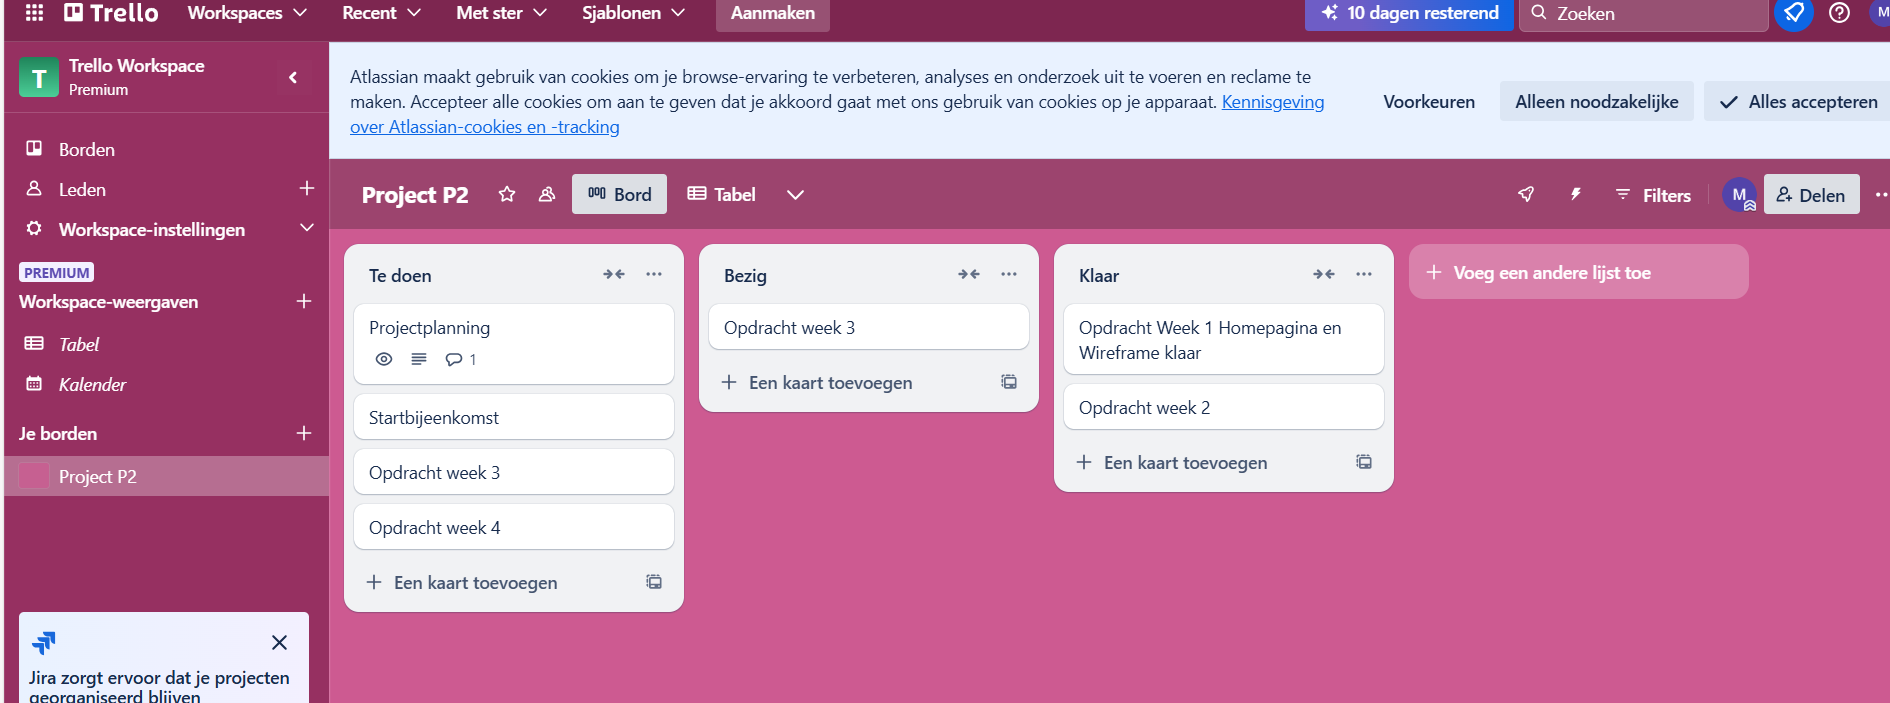 Trello
Workspaces
Recent
Met ster
Sjablonen
Aanmaken
10 dagen resterend
Zoeken
M
T
Trello Workspace
Premium
Atlassian maakt gebruik van cookies om je browse-ervaring te verbeteren, analyses en onderzoek uit te voeren en reclame te
maken. Accepteer alle cookies om aan te geven dat je akkoord gaat met ons gebruik van cookies op je apparaat. Kennisgeving
over Atlassian-cookies en -tracking
Voorkeuren
Alleen noodzakelijke
Alles accepteren
Borden
Leden
Workspace-instellingen
PREMIUM
Workspace-weergaven
Tabel
Kalender
Je borden
Project P2
Jira zorgt ervoor dat je projecten
georganiseerd blijven
Project P2
Bord
Tabel
Filters
M
Delen
Te doen
Projectplanning
1
Startbijeenkomst
Opdracht week 3
Opdracht week 4
Een kaart toevoegen
Bezig
Opdracht week 3
Een kaart toevoegen
Klaar
Opdracht Week 1 Homepagina en
Wireframe klaar
Opdracht week 2
Een kaart toevoegen
Voeg een andere lijst toe